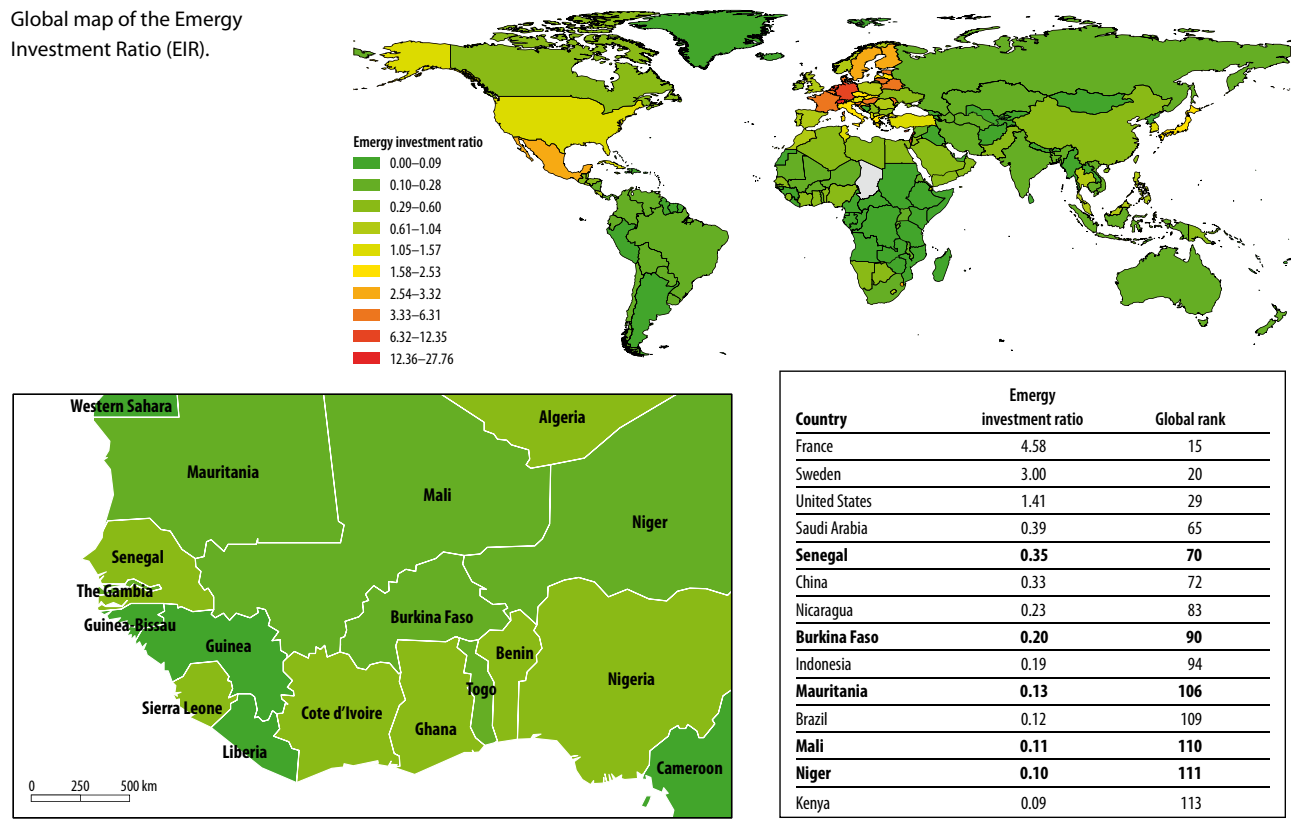 Global map of the Emergy
Investment Ratio (EIR).
Emergy investment ratio
0.00–0.09
0.10–0.28
0.29–0.60
0.61–1.04
1.05–1.57
1.58–2.53
2.54–3.32
3.33–6.31
6.32–12.35
12.36–27.76
Western Sahara
Algeria
Mauritania
Mali
Niger
Senegal
The Gambia
Guinea-Bissau
Burkina Faso
Guinea
Benin
Togo
Nigeria
Sierra Leone
Cote d’Ivoire
Ghana
Liberia
Cameroon
0 250 500 km
Emergy
Country investment ratio Global rank
France 4.58 15
Sweden 3.00 20
United States 1.41 29
Saudi Arabia 0.39 65
Senegal 0.35 70
China 0.33 72
Nicaragua 0.23 83
Burkina Faso 0.20 90
Indonesia 0.19 94
Mauritania 0.13 106
Brazil 0.12 109
Mali 0.11 110
Niger 0.10 111
Kenya 0.09 113